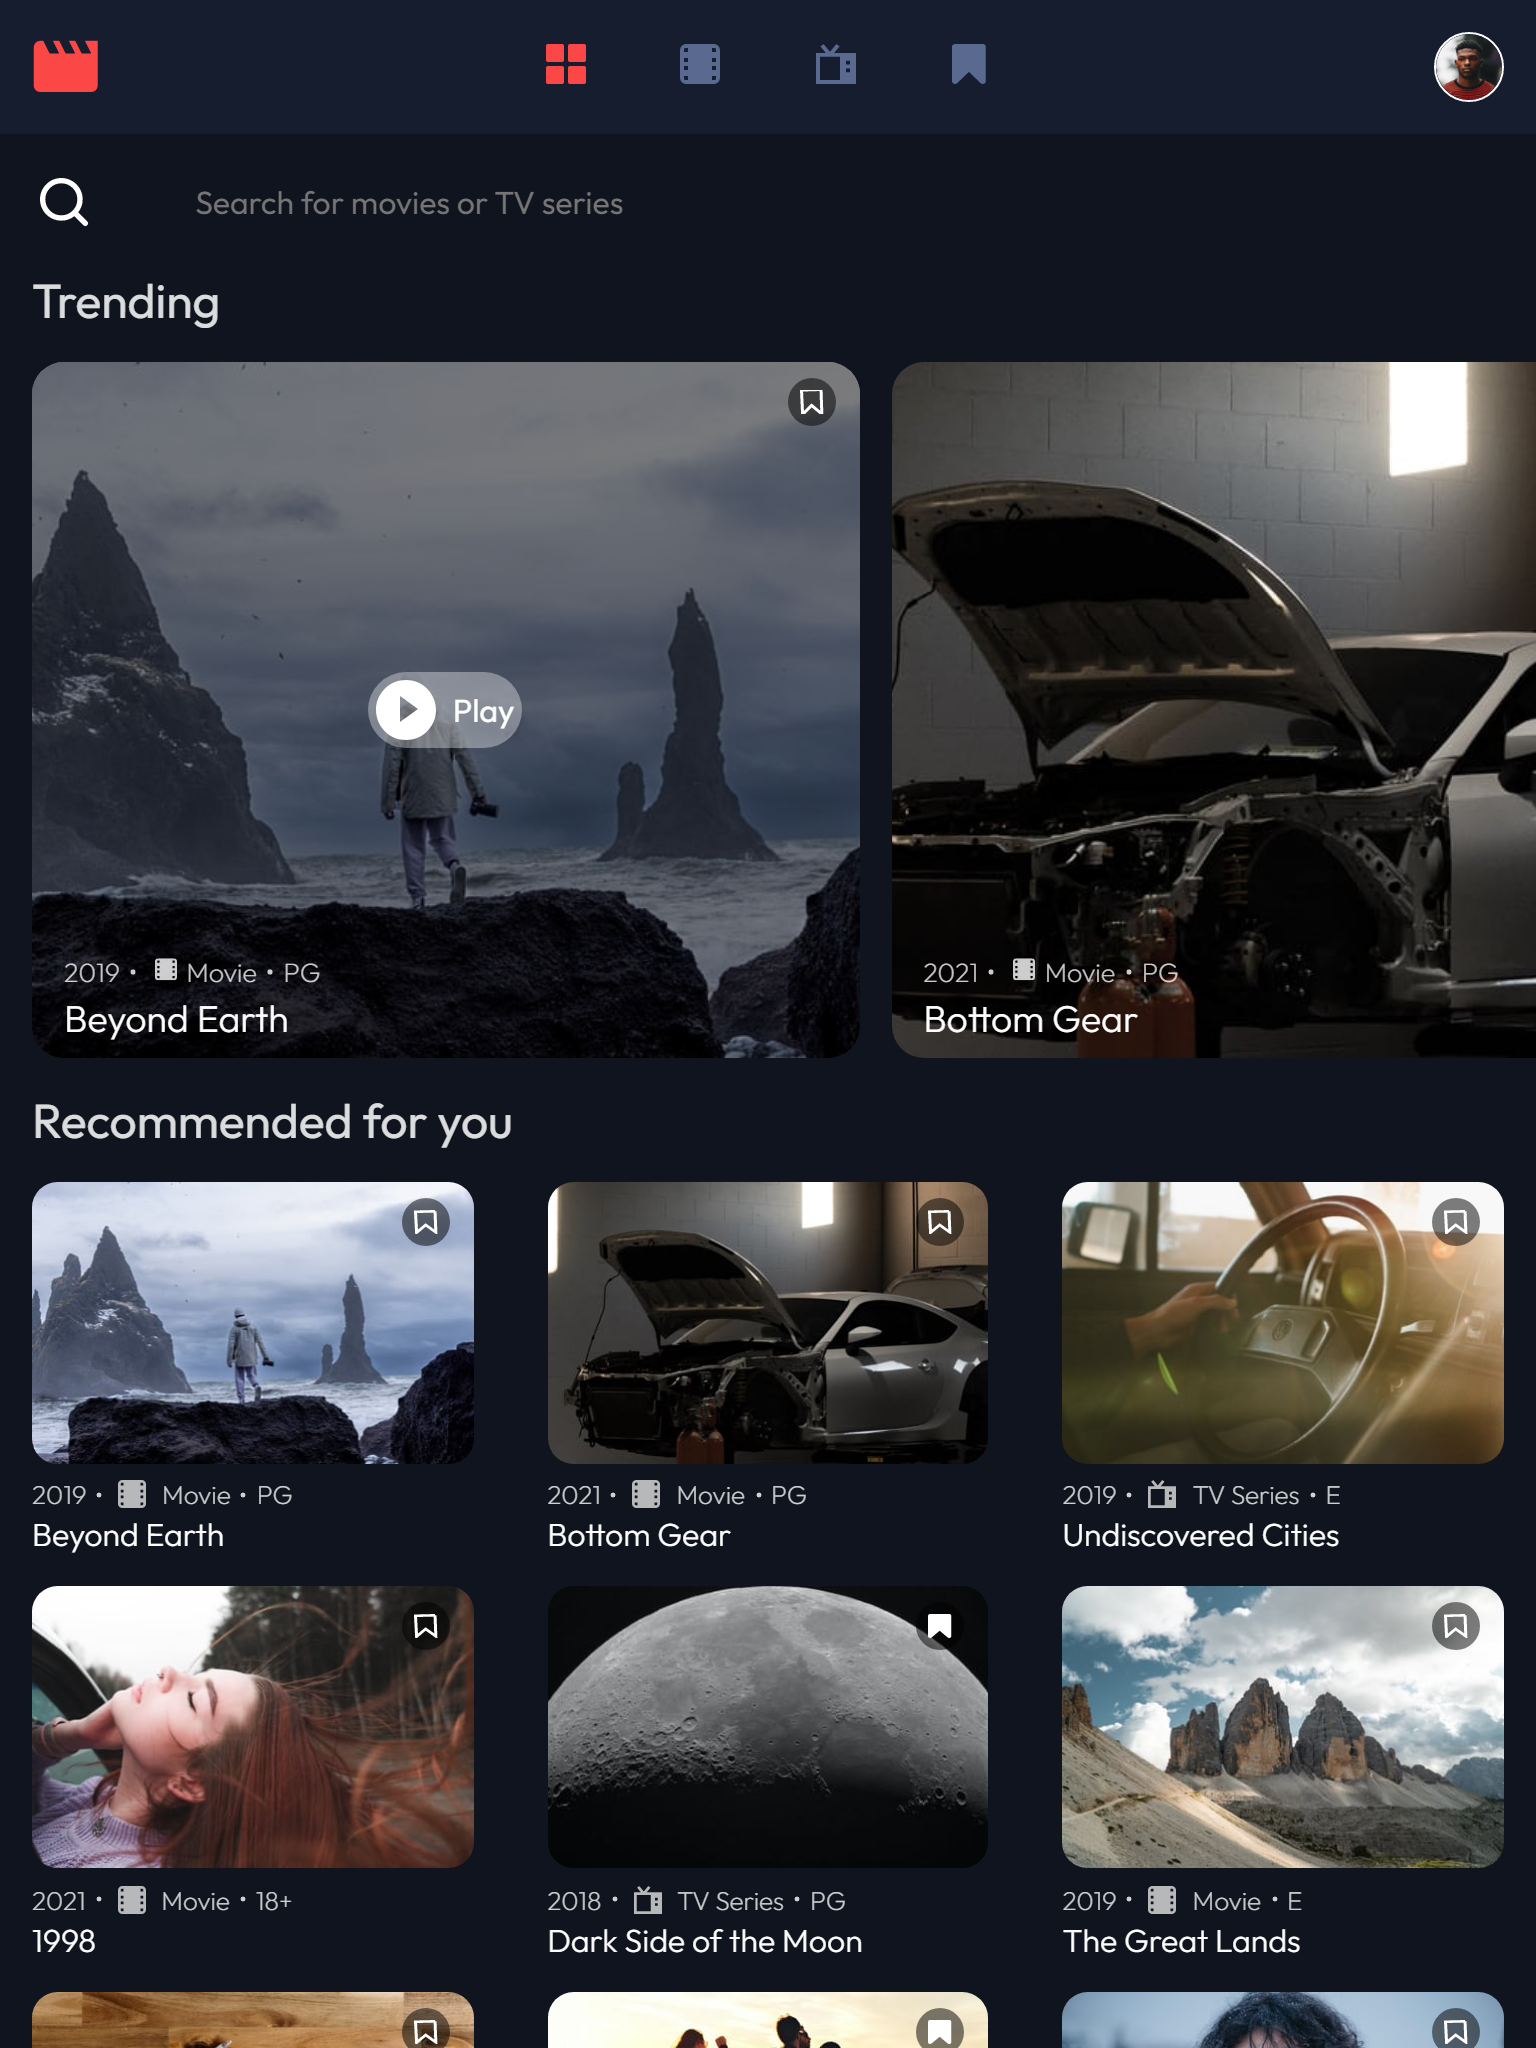 Search for movies or TV series
Trending
Play
2019 • Movie • PG
Beyond Earth
2021 • Movie • PG
Bottom Gear
Recommended for you
2019 • Movie • PG
Beyond Earth
2021 • Movie • PG
Bottom Gear
2019 • TV Series • E
Undiscovered Cities
2021 • Movie • 18+
1998
2018 • TV Series • PG
Dark Side of the Moon
2019 • Movie • E
The Great Lands